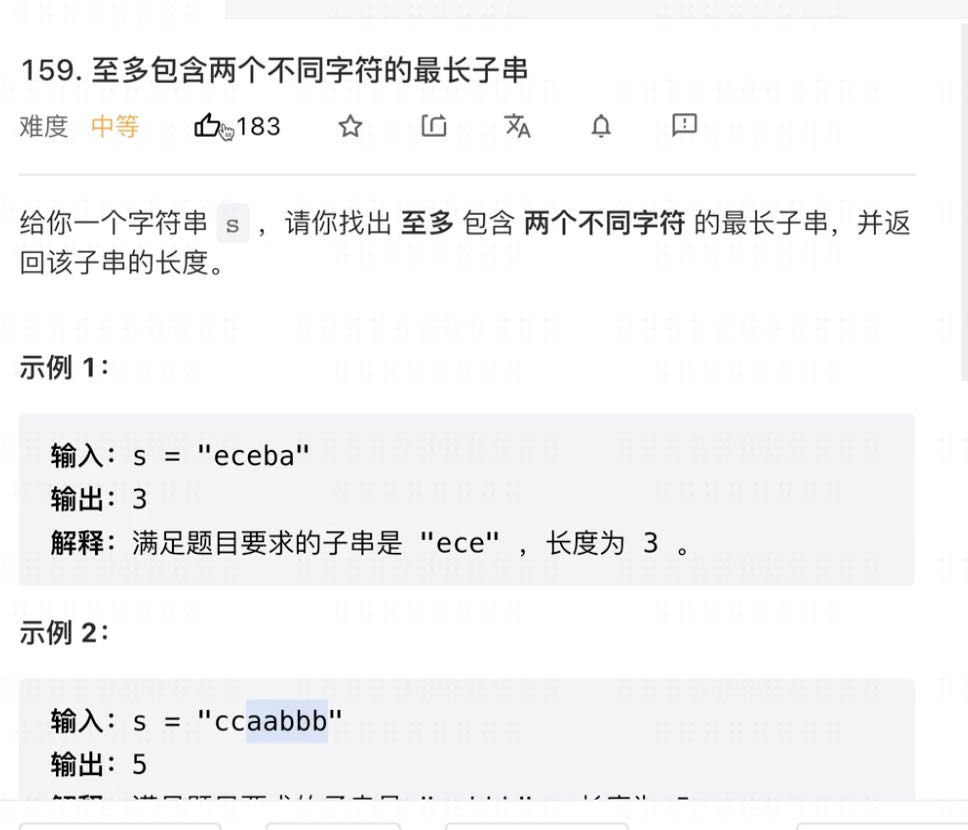 159. 至多包含两个不同字符的最长子串
难度 中等 183
给你一个字符串 s ，请你找出 至多 包含 两个不同字符 的最长子串，并返
回该子串的长度。
示例 1：
输入：s = "eceba"
输出：3
解释：满足题目要求的子串是 "ece" ，长度为 3 。
示例 2：
输入：s = "ccaabbb"
输出：5